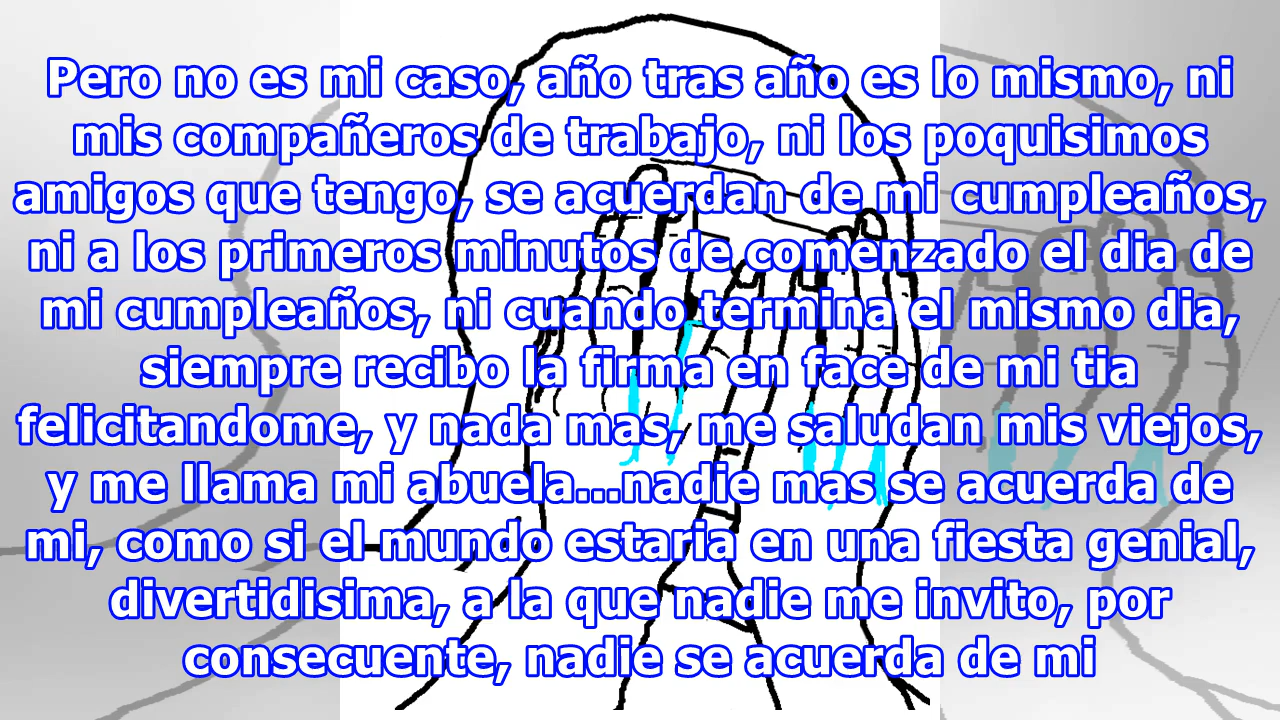 Pero no es mi caso, año tras año es lo mismo, ni
mis compañeros de trabajo, ni los poquisimos
amigos que tengo, se acuerdan de mi cumpleaños,
ni a los primeros minutos de comenzado el dia de
mi cumpleaños, ni cuando termina el mismo dia,
siempre recibo la firma en face de mi tia
felicitandome, y nada mas, me saludan mis viejos,
y me llama mi abuela...nadie mas se acuerda de
mi, como si el mundo estaria en una fiesta genial,
divertidisima, a la que nadie me invito, por
consecuente, nadie se acuerda de mi